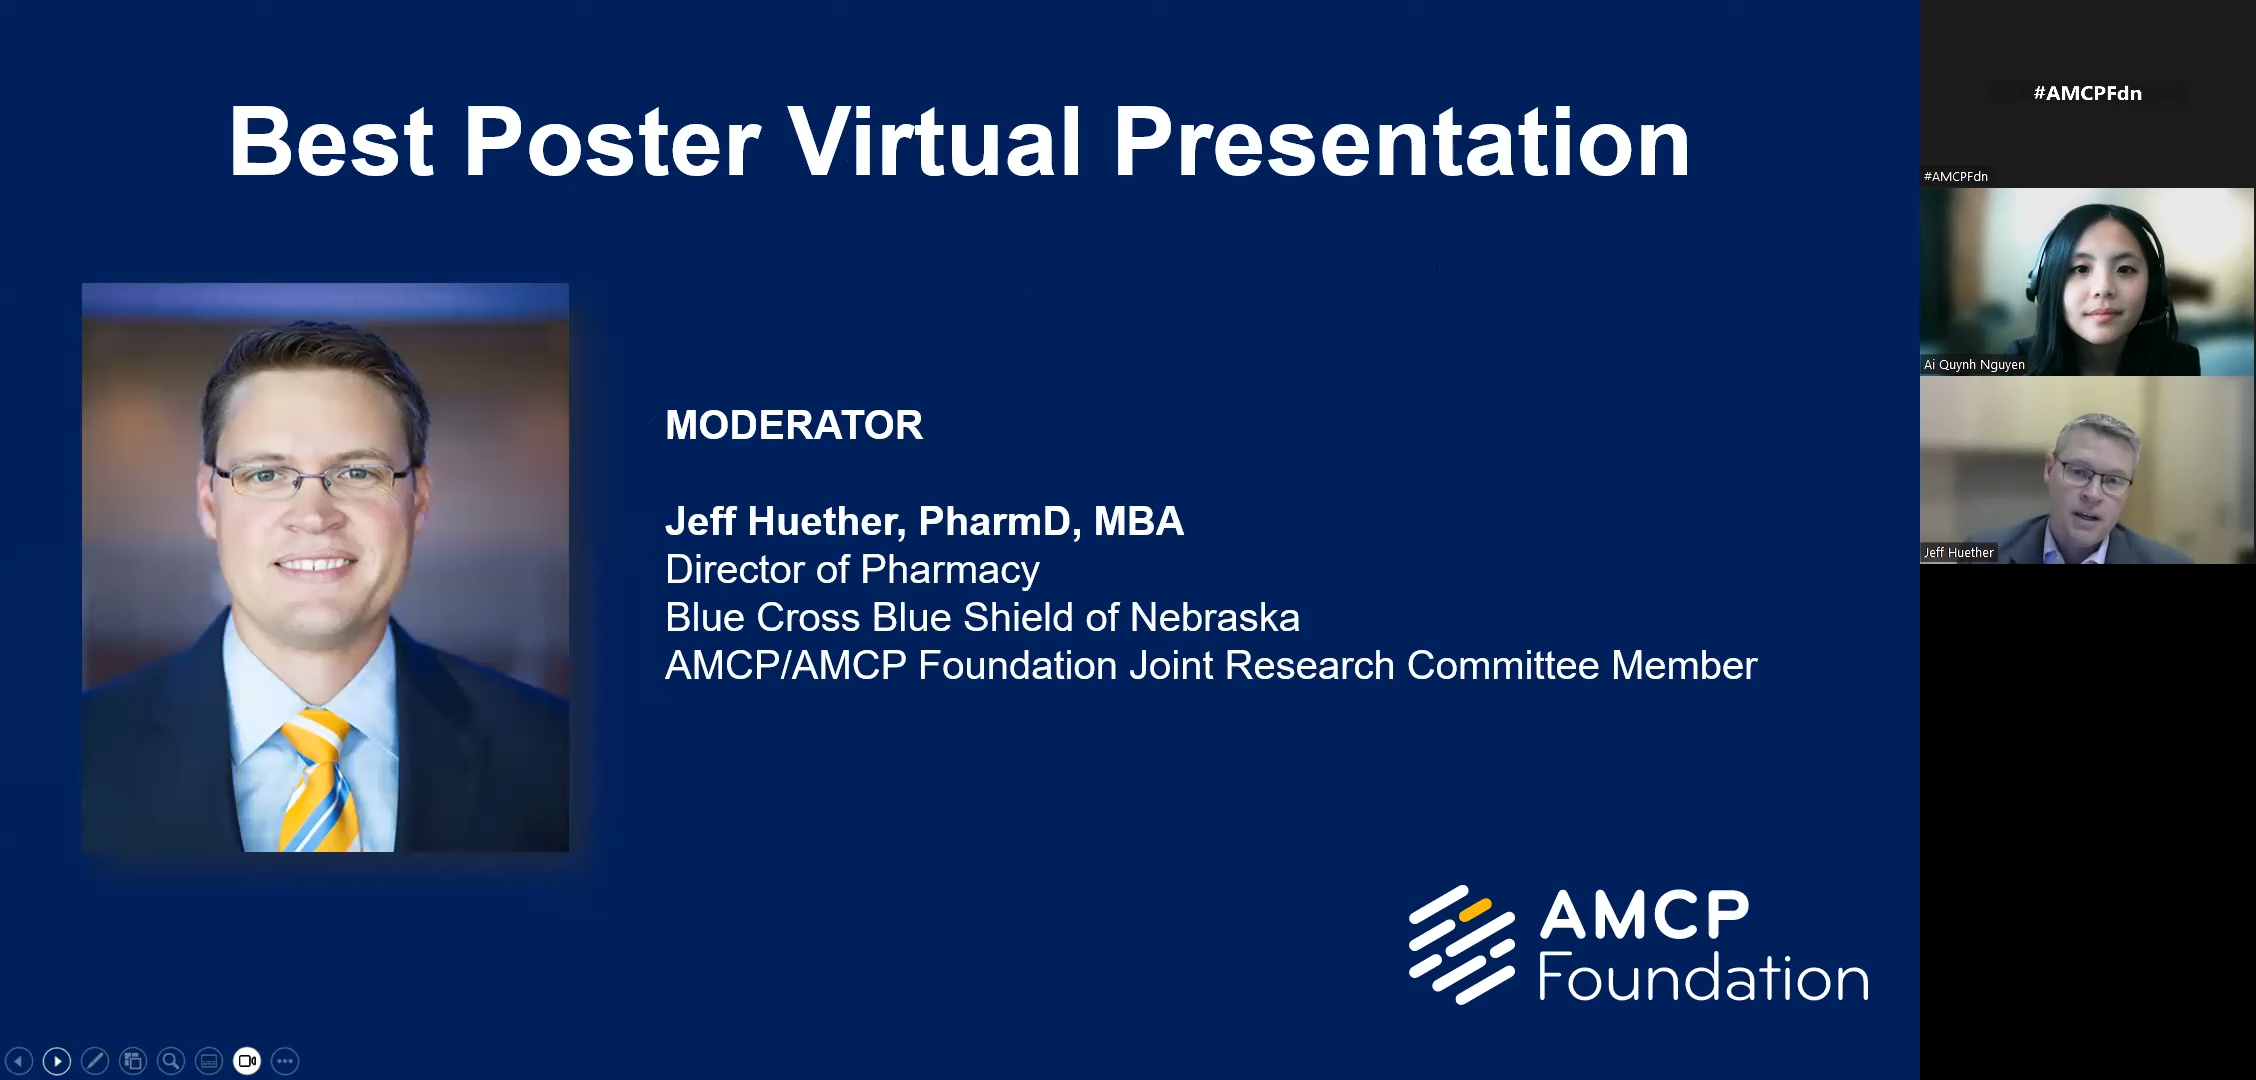 Best Poster Virtual Presentation
MODERATOR
Jeff Huether, PharmD, MBA
Director of Pharmacy
Blue Cross Blue Shield of Nebraska
AMCP/AMCP Foundation Joint Research Committee Member
AMCP
Foundation
#AMCPFdn
#AMCPFdn
Ai Quynh Nguyen
Jeff Huether